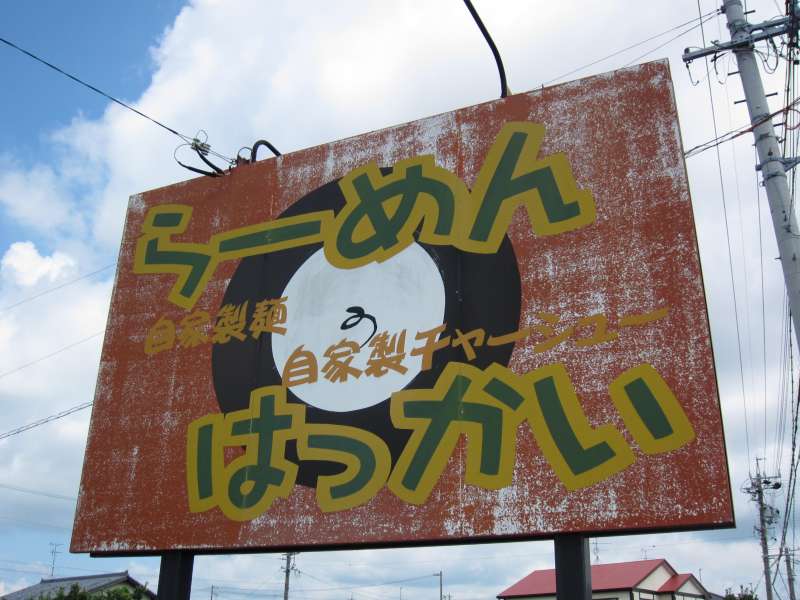 らーめん
自家製麺
の
自家製チャーシュー
はっかい